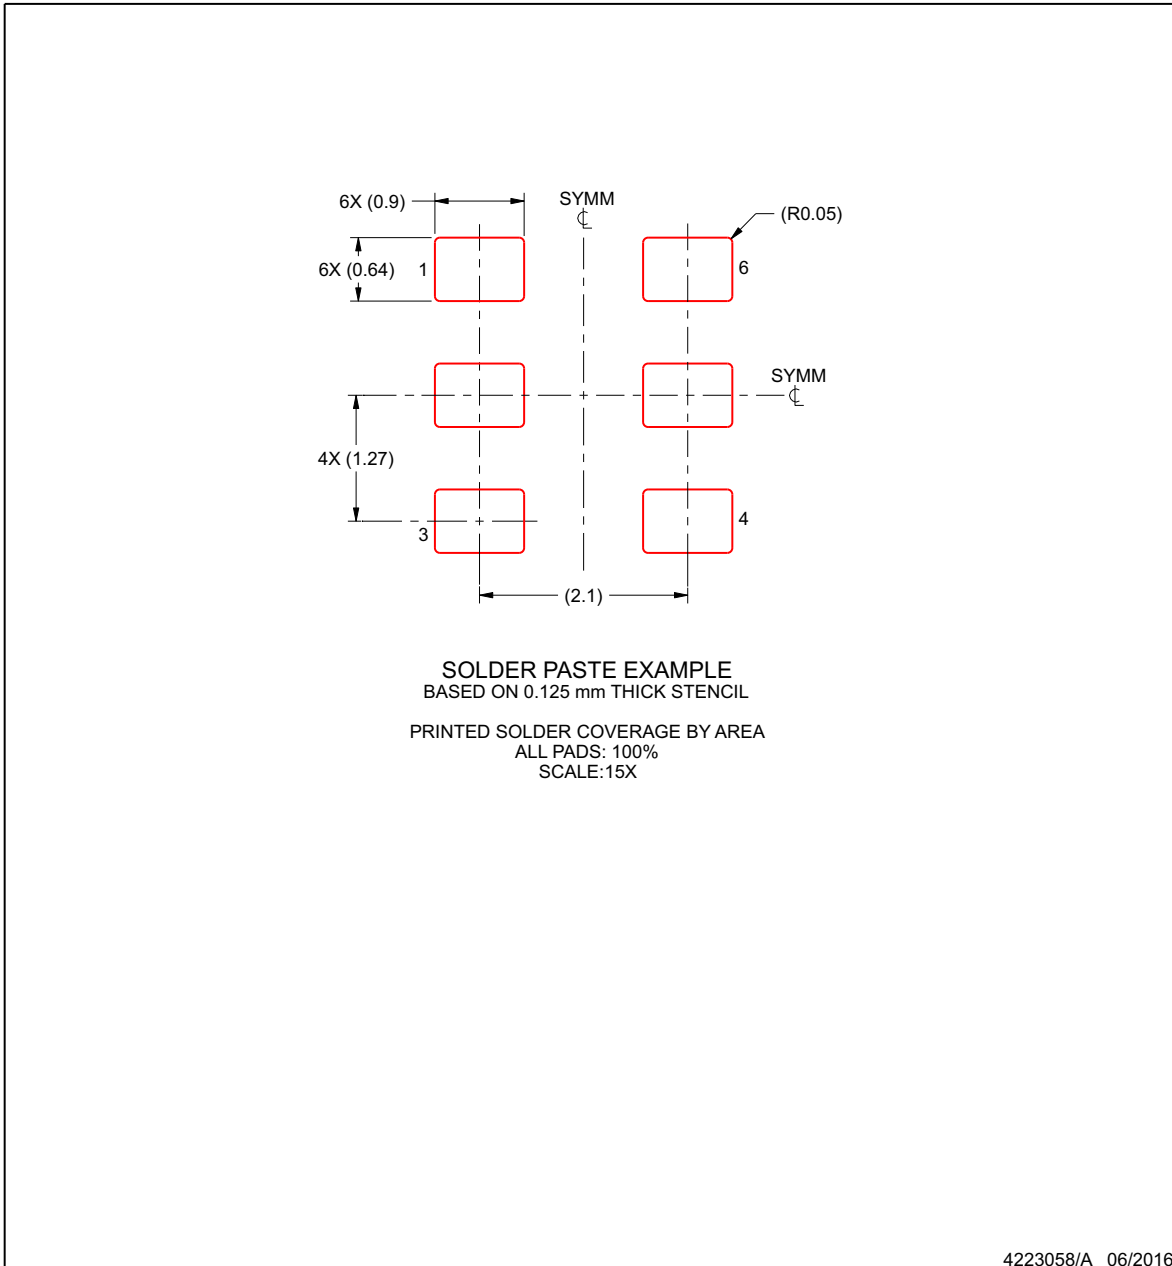 6X (0.9)
SYMM
(R0.05)
6X (0.64)
1
6
SYMM
4X (1.27)
3
4
(2.1)
SOLDER PASTE EXAMPLE
BASED ON 0.125 mm THICK STENCIL
PRINTED SOLDER COVERAGE BY AREA
ALL PADS: 100%
SCALE:15X
4223058/A 06/2016